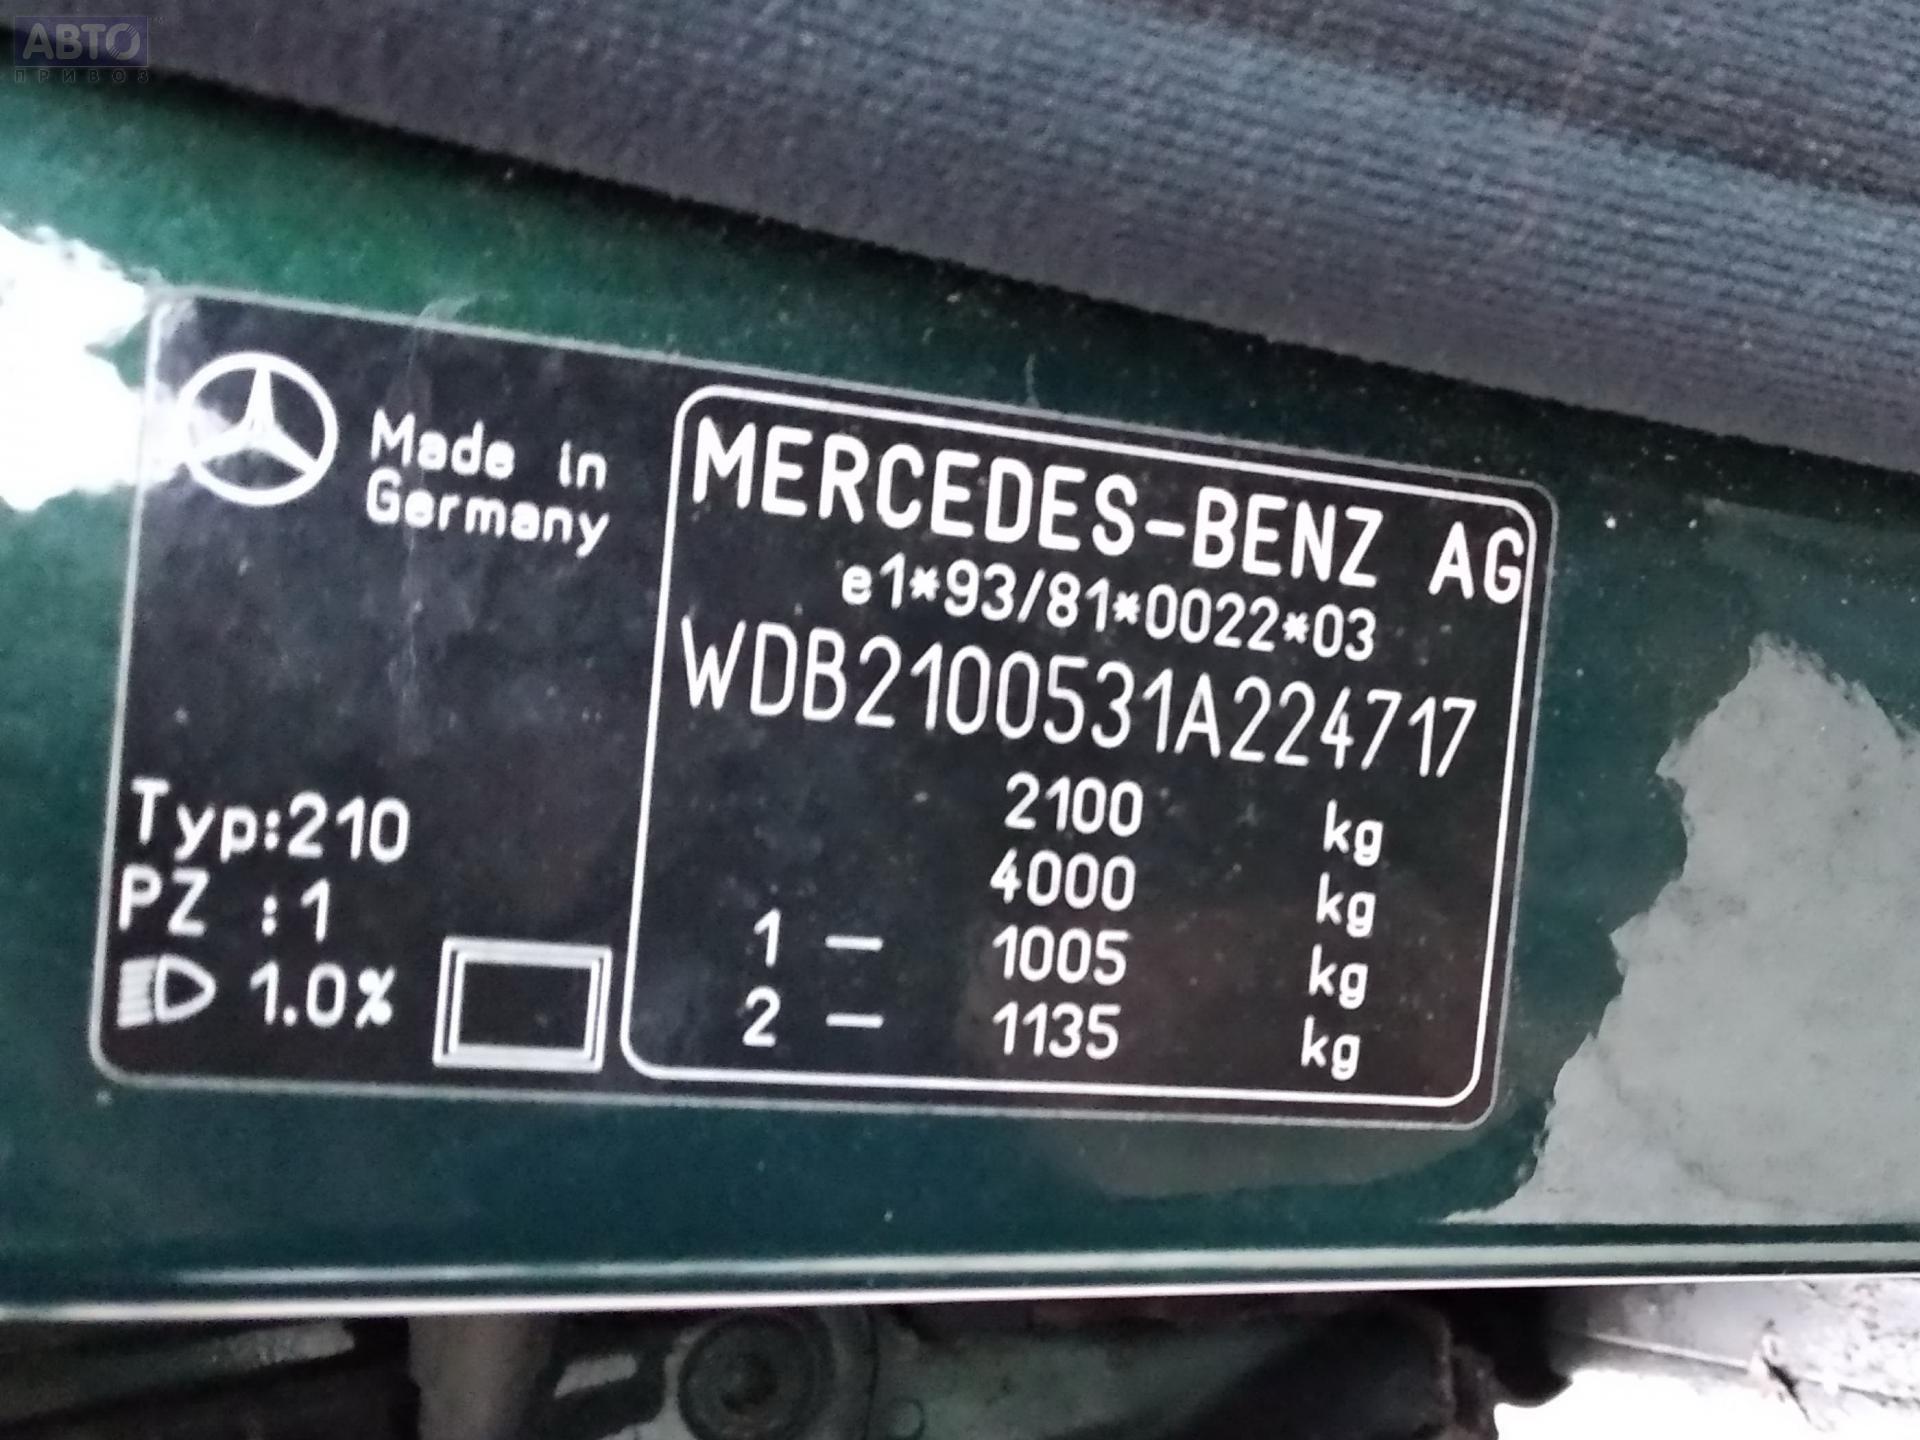 АВТО
ПРИВОЗ
Made in
Germany
MERCEDES-BENZ AG
e1*93/81*0022*03
WDB2100531A224717
2100 kg
4000 kg
1 – 1005 kg
2 – 1135 kg
Typ:210
PZ :1
1.0%